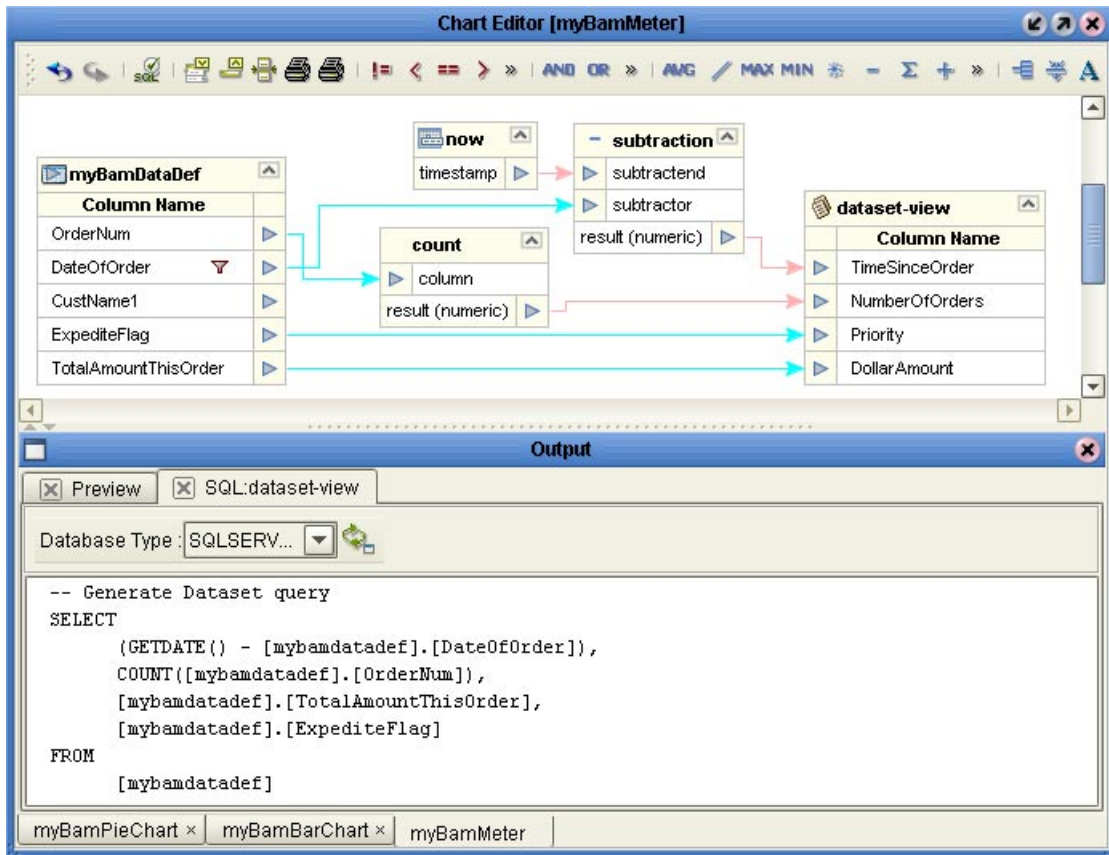 Chart Editor [myBamMeter]
SQL != < == > » AND OR » AVG / MAX MIN * - Σ + » A
now
timestamp
subtraction
subtractend
subtractor
result (numeric)
myBamDataDef
Column Name
OrderNum
DateOfOrder
CustName1
ExpediteFlag
TotalAmountThisOrder
count
column
result (numeric)
dataset-view
Column Name
TimeSinceOrder
NumberOfOrders
Priority
DollarAmount
Output
Preview
SQL:dataset-view
Database Type : SQLSERV...
-- Generate Dataset query
SELECT
(GETDATE() - [mybamdatadef].[DateOfOrder]),
COUNT([mybamdatadef].[OrderNum]),
[mybamdatadef].[TotalAmountThisOrder],
[mybamdatadef].[ExpediteFlag]
FROM
[mybamdatadef]
myBamPieChart × myBamBarChart × myBamMeter